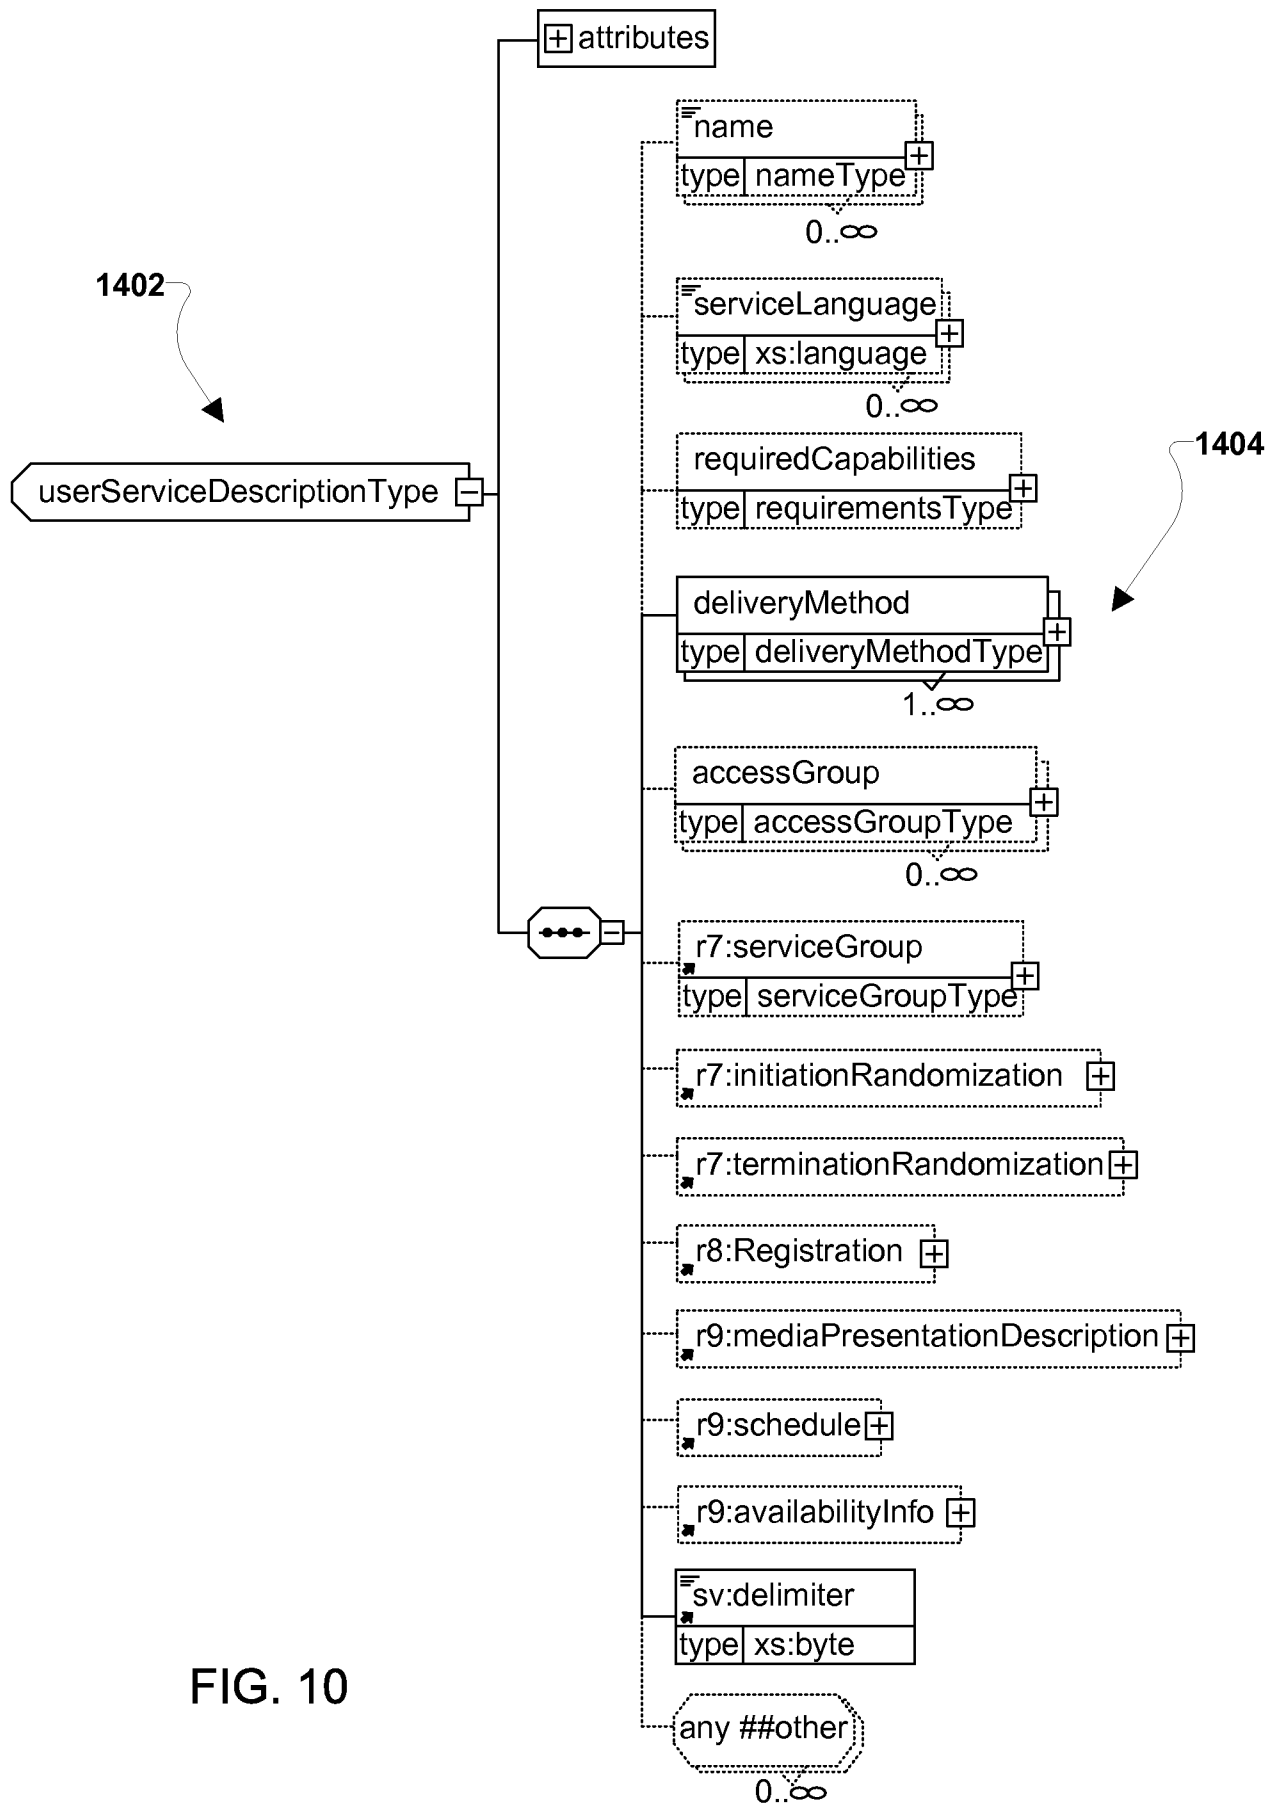 attributes
name
type nameType
0..∞
1402
serviceLanguage
type xs:language
0..∞
requiredCapabilities
type requirementsType
1404
userServiceDescriptionType
deliveryMethod
type deliveryMethodType
1..∞
accessGroup
type accessGroupType
0..∞
r7:serviceGroup
type serviceGroupType
r7:initiationRandomization
r7:terminationRandomization
r8:Registration
r9:mediaPresentationDescription
r9:schedule
r9:availabilityInfo
sv:delimiter
type xs:byte
FIG. 10
any ##other
0..∞